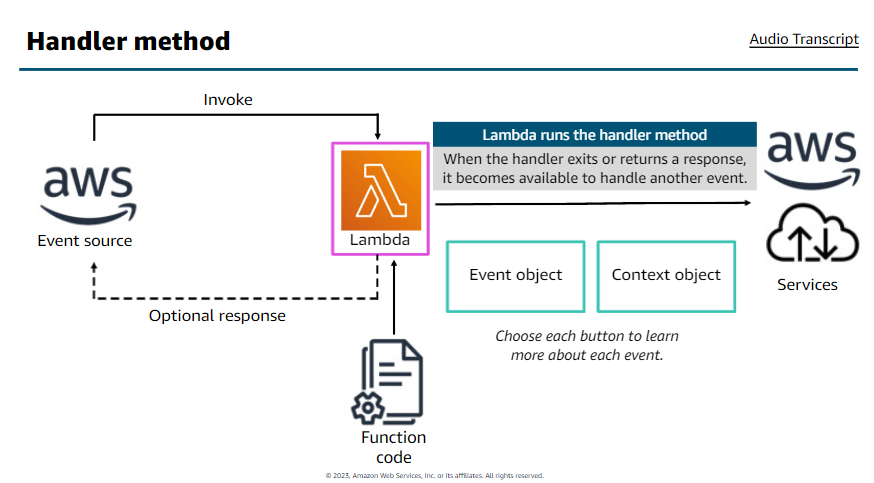 Handler method
Audio Transcript
Invoke
aws
Event source
Lambda
Lambda runs the handler method
When the handler exits or returns a response,
it becomes available to handle another event.
aws
Services
Event object
Context object
Choose each button to learn
more about each event.
Optional response
Function
code
© 2023, Amazon Web Services, Inc. or its affiliates. All rights reserved.